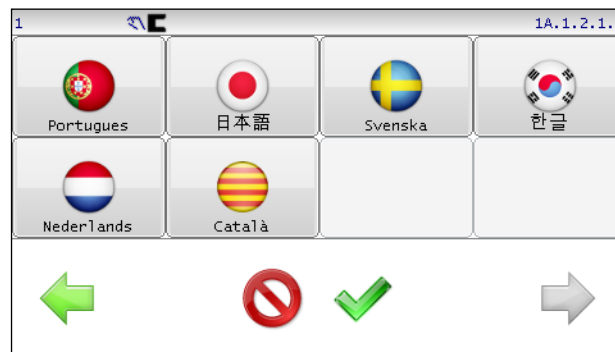 1
1A.1.2.1.
Portugues
日本語
Svenska
한글
Nederlands
Català